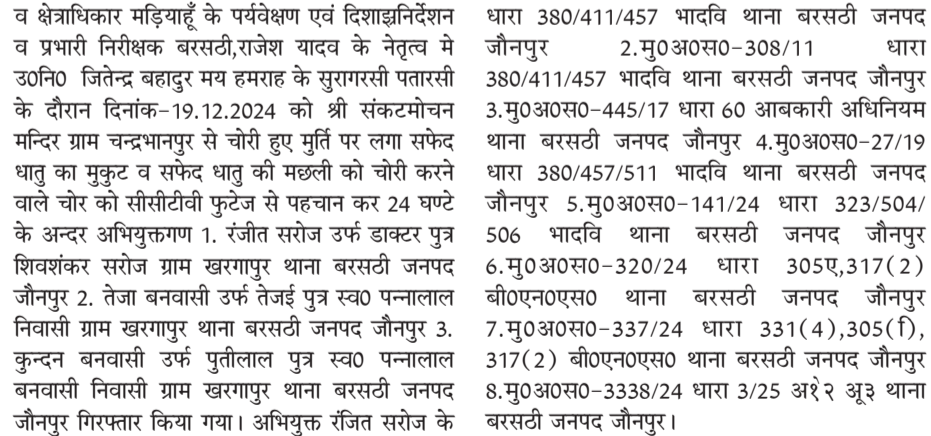 व क्षेत्राधिकार मड़ियाहूँ के पर्यवेक्षण एवं दिशाझनिर्देशन
व प्रभारी निरीक्षक बरसठी,राजेश यादव के नेतृत्व मे
उ0नि0 जितेन्द्र बहादुर मय हमराह के सुरागरसी पतारसी
के दौरान दिनांक-19.12.2024 को श्री संकटमोचन
मन्दिर ग्राम चन्द्रभानपुर से चोरी हुए मुर्ति पर लगा सफेद
धातु का मुकुट व सफेद धातु की मछली को चोरी करने
वाले चोर को सीसीटीवी फुटेज से पहचान कर 24 घण्टे
के अन्दर अभियुक्तगण 1. रंजीत सरोज उर्फ डाक्टर पुत्र
शिवशंकर सरोज ग्राम खरगापुर थाना बरसठी जनपद
जौनपुर 2. तेजा बनवासी उर्फ तेजई पुत्र स्व0 पन्नालाल
निवासी ग्राम खरगापुर थाना बरसठी जनपद जौनपुर 3.
कुन्दन बनवासी उर्फ पुतीलाल पुत्र स्व0 पन्नालाल
बनवासी निवासी ग्राम खरगापुर थाना बरसठी जनपद
जौनपुर गिरफ्तार किया गया। अभियुक्त रंजित सरोज के
धारा 380/411/457 भादवि थाना बरसठी जनपद
जौनपुर 2.मु0अ0स0-308/11 धारा
380/411/457 भादवि थाना बरसठी जनपद जौनपुर
3.मु0अ0स0-445/17 धारा 60 आबकारी अधिनियम
थाना बरसठी जनपद जौनपुर 4.मु0अ0स0-27/19
धारा 380/457/511 भादवि थाना बरसठी जनपद
जौनपुर 5.मु0अ0स0-141/24 धारा 323/504/
506 भादवि थाना बरसठी जनपद जौनपुर
6.मु0अ0स0-320/24 धारा 305ए,317(2)
बी0एन0एस0 थाना बरसठी जनपद जौनपुर
7.मु0अ0स0-337/24 धारा 331(4),305(f),
317(2) बी0एन0एस0 थाना बरसठी जनपद जौनपुर
8.मु0अ0स0-3338/24 धारा 3/25 अ१२ अू३ थाना
बरसठी जनपद जौनपुर।